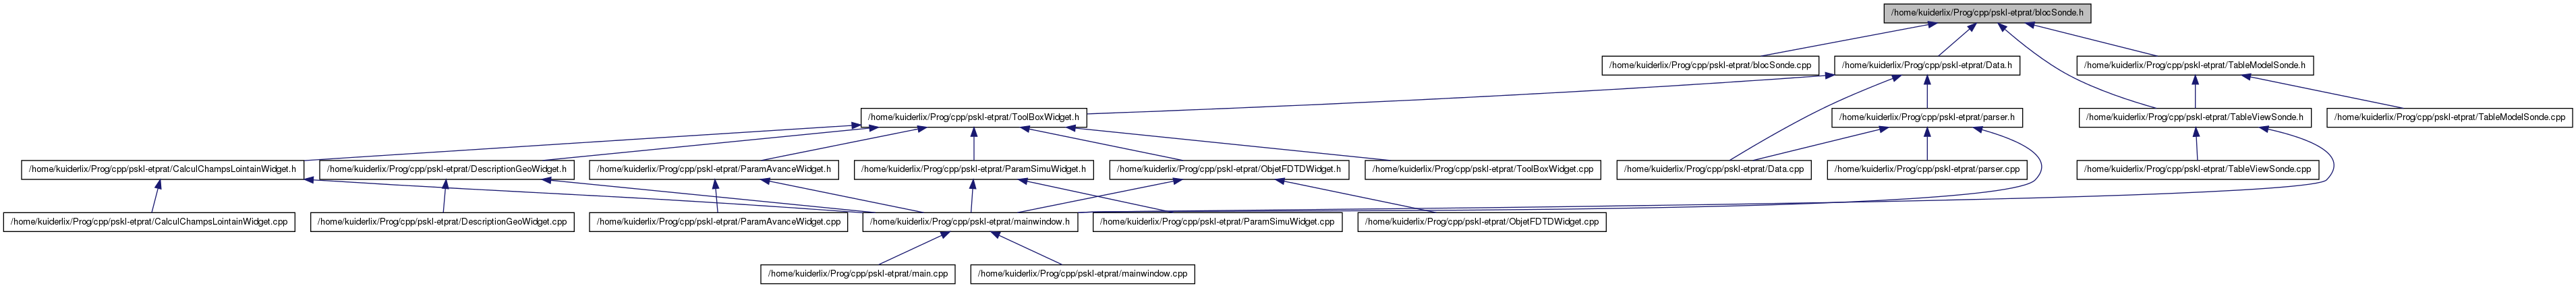 /home/kuiderlix/Prog/cpp/pskl-etprat/blocSonde.h
/home/kuiderlix/Prog/cpp/pskl-etprat/blocSonde.cpp
/home/kuiderlix/Prog/cpp/pskl-etprat/Data.h
/home/kuiderlix/Prog/cpp/pskl-etprat/TableModelSonde.h
/home/kuiderlix/Prog/cpp/pskl-etprat/ToolBoxWidget.h
/home/kuiderlix/Prog/cpp/pskl-etprat/parser.h
/home/kuiderlix/Prog/cpp/pskl-etprat/TableViewSonde.h
/home/kuiderlix/Prog/cpp/pskl-etprat/TableModelSonde.cpp
/home/kuiderlix/Prog/cpp/pskl-etprat/CalculChampsLointainWidget.h
/home/kuiderlix/Prog/cpp/pskl-etprat/DescriptionGeoWidget.h
/home/kuiderlix/Prog/cpp/pskl-etprat/ParamAvanceWidget.h
/home/kuiderlix/Prog/cpp/pskl-etprat/ParamSimuWidget.h
/home/kuiderlix/Prog/cpp/pskl-etprat/ObjetFDTDWidget.h
/home/kuiderlix/Prog/cpp/pskl-etprat/ToolBoxWidget.cpp
/home/kuiderlix/Prog/cpp/pskl-etprat/Data.cpp
/home/kuiderlix/Prog/cpp/pskl-etprat/parser.cpp
/home/kuiderlix/Prog/cpp/pskl-etprat/TableViewSonde.cpp
/home/kuiderlix/Prog/cpp/pskl-etprat/CalculChampsLointainWidget.cpp
/home/kuiderlix/Prog/cpp/pskl-etprat/DescriptionGeoWidget.cpp
/home/kuiderlix/Prog/cpp/pskl-etprat/ParamAvanceWidget.cpp
/home/kuiderlix/Prog/cpp/pskl-etprat/mainwindow.h
/home/kuiderlix/Prog/cpp/pskl-etprat/ParamSimuWidget.cpp
/home/kuiderlix/Prog/cpp/pskl-etprat/ObjetFDTDWidget.cpp
/home/kuiderlix/Prog/cpp/pskl-etprat/main.cpp
/home/kuiderlix/Prog/cpp/pskl-etprat/mainwindow.cpp